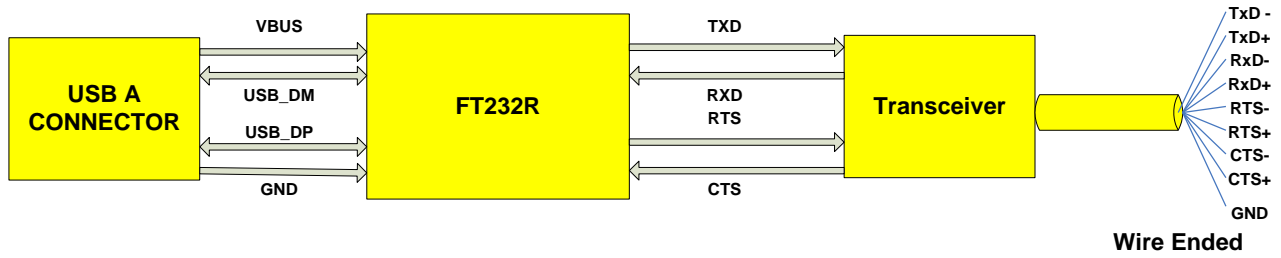 VBUS
USB A
CONNECTOR
USB_DM
USB_DP
GND
FT232R
TXD
RXD
RTS
CTS
Transceiver
TxD -
TxD+
RxD-
RxD+
RTS-
RTS+
CTS-
CTS+
GND
Wire Ended